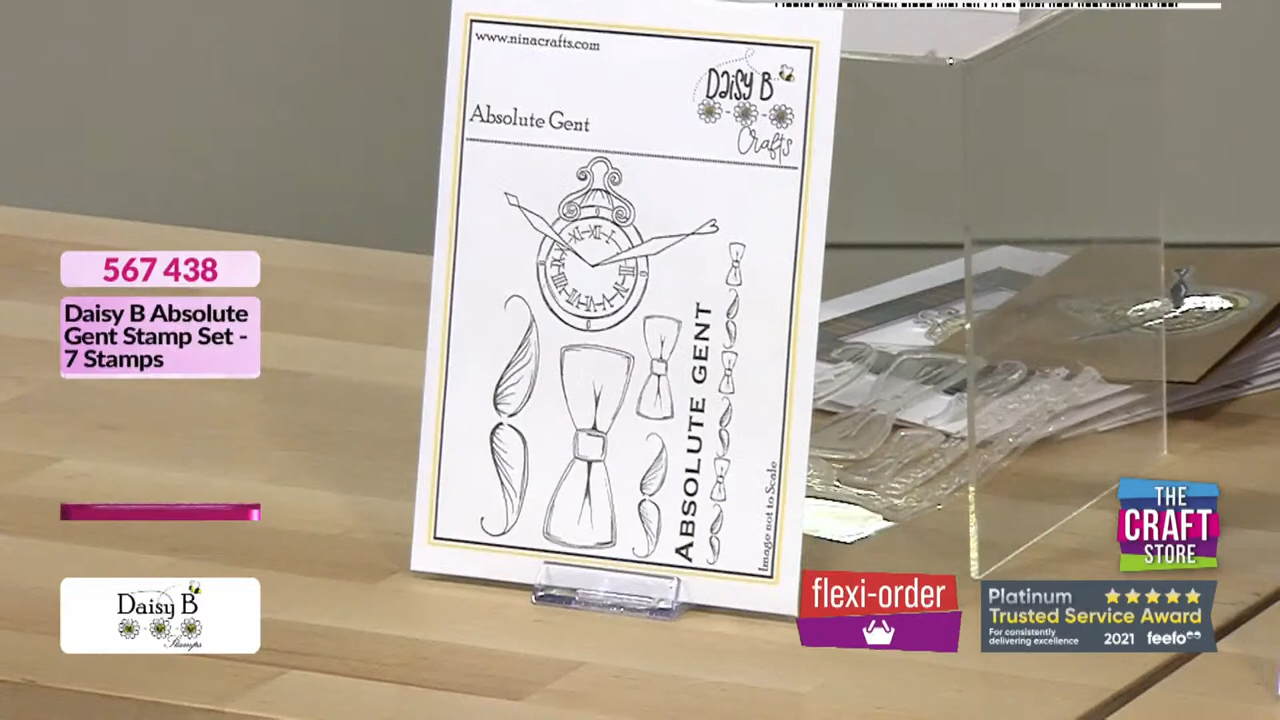 www.ninacrafts.com
DaiSy B
Crafts
Absolute Gent
XI XII I
ABSOLUTE GENT
Image not to Scale
567 438
Daisy B Absolute
Gent Stamp Set -
7 Stamps
Daisy B
Stamps
THE
CRAFT
STORE
flexi-order
Platinum
Trusted Service Award
For consistently
delivering excellence
2021 feefo